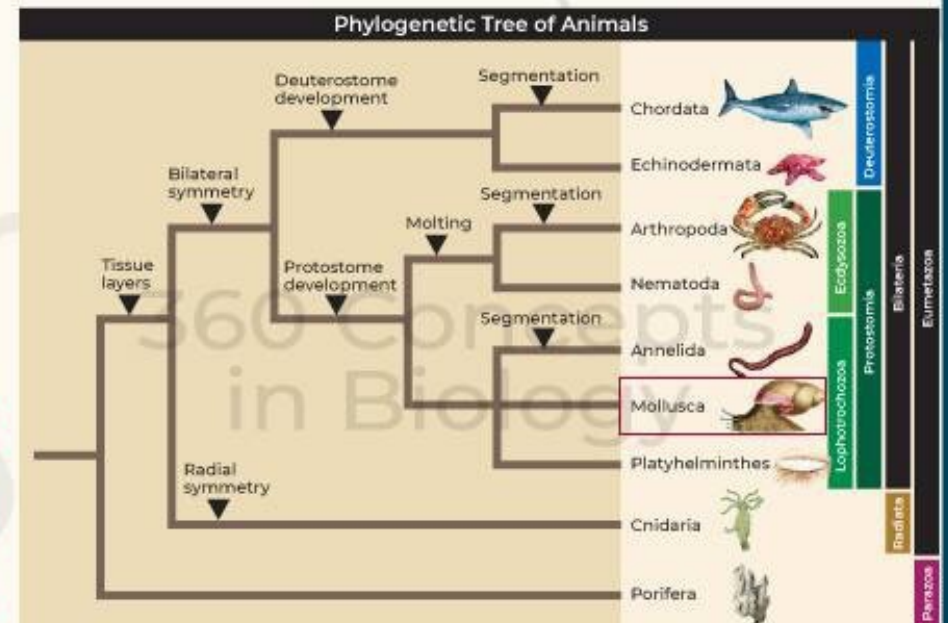 Phylogenetic Tree of Animals
Deuterostome
development
Segmentation
Chordata
Echinodermata
Bilateral
symmetry
Segmentation
Molting
Arthropoda
Nematoda
Tissue
layers
Protostome
development
Segmentation
Annelida
Mollusca
Platyhelminthes
Radial
symmetry
Cnidaria
Porifera
Deuterostomia
Ecdysozoa
Lophotrochozoa
Protostomia
Bilateria
Radiata
Eumetazoa
Parazoa
360 Concepts
in Biology